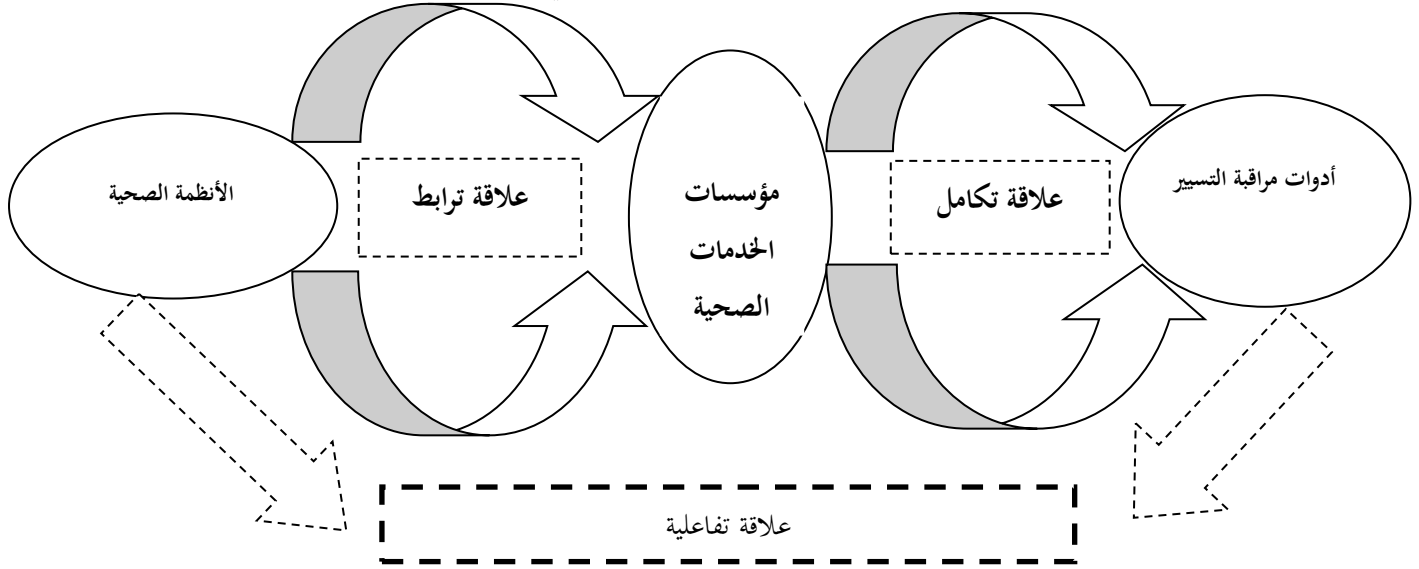 أدوات مراقبة التسيير
علاقة تكامل
مؤسسات
الخدمات
الصحية
علاقة ترابط
الأنظمة الصحية
علاقة تفاعلية